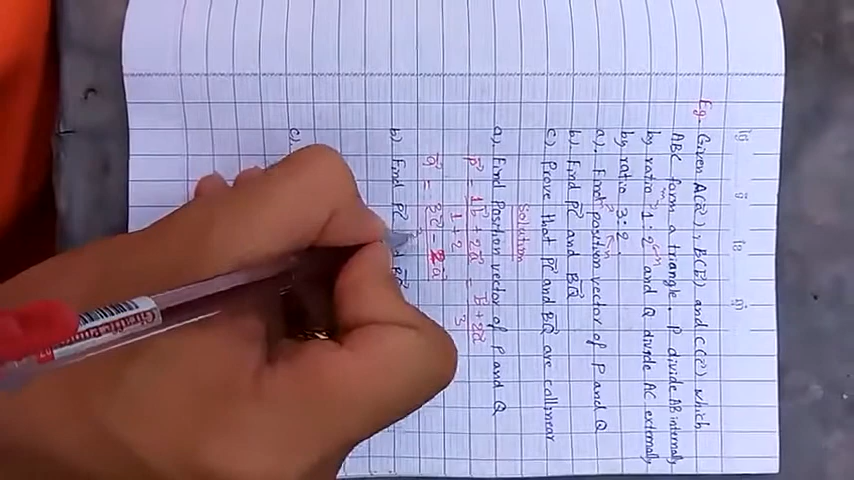 Eg - Given A(a⃗), B(b⃗) and C(c⃗) which
ABC form a triangle. P divide AB internally
by ratio 1:2 and Q divide AC externally
by ratio 3:2.
a). Find position vector of P and Q
b). Find PC and BQ
c). Prove that PC and BQ are collinear
Solution
a). Find Position vector of P and Q
p⃗ = 1b⃗ + 2a⃗ / 1 + 2 = b⃗ + 2a⃗ / 3
q⃗ = 3c⃗ - 2a⃗
b) Find PC
c).